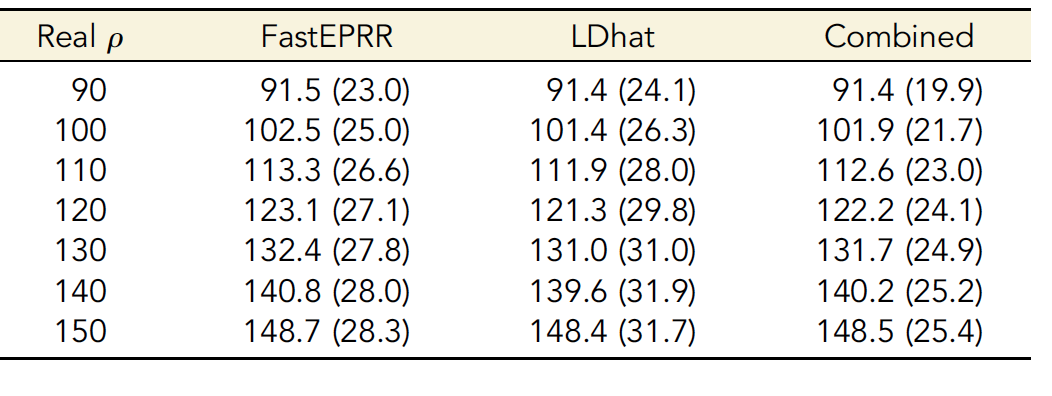 Real ρ FastEPRR LDhat Combined
90 91.5 (23.0) 91.4 (24.1) 91.4 (19.9)
100 102.5 (25.0) 101.4 (26.3) 101.9 (21.7)
110 113.3 (26.6) 111.9 (28.0) 112.6 (23.0)
120 123.1 (27.1) 121.3 (29.8) 122.2 (24.1)
130 132.4 (27.8) 131.0 (31.0) 131.7 (24.9)
140 140.8 (28.0) 139.6 (31.9) 140.2 (25.2)
150 148.7 (28.3) 148.4 (31.7) 148.5 (25.4)